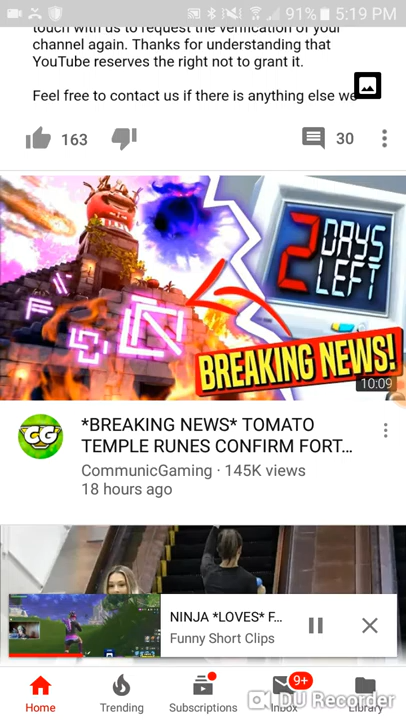 91% 5:19 PM
touch with us to request the verification of your
channel again. Thanks for understanding that
YouTube reserves the right not to grant it.
Feel free to contact us if there is anything else we
163
30
2 DAYS
LEFT
BREAKING NEWS!
10:09
CG
*BREAKING NEWS* TOMATO
TEMPLE RUNES CONFIRM FORT...
CommunicGaming · 145K views
18 hours ago
NINJA *LOVES* F...
Funny Short Clips
9+
Home
Trending
Subscriptions
Inbox
Library
DU Recorder